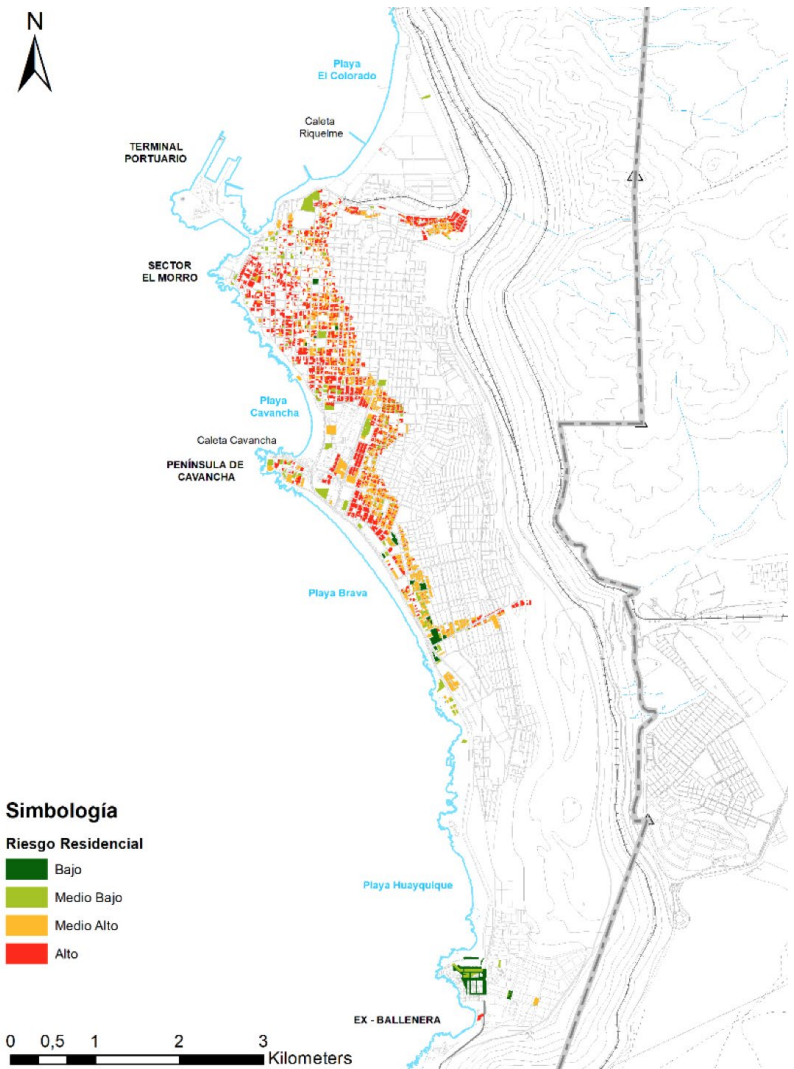 N
Playa
El Colorado
Caleta
Riquelme
TERMINAL
PORTUARIO
SECTOR
EL MORRO
Playa
Cavancha
Caleta Cavancha
PENÍNSULA DE
CAVANCHA
Playa Brava
Simbología
Riesgo Residencial
Bajo
Medio Bajo
Medio Alto
Alto
Playa Huayquique
EX - BALLENERA
0 0,5 1 2 3
Kilometers